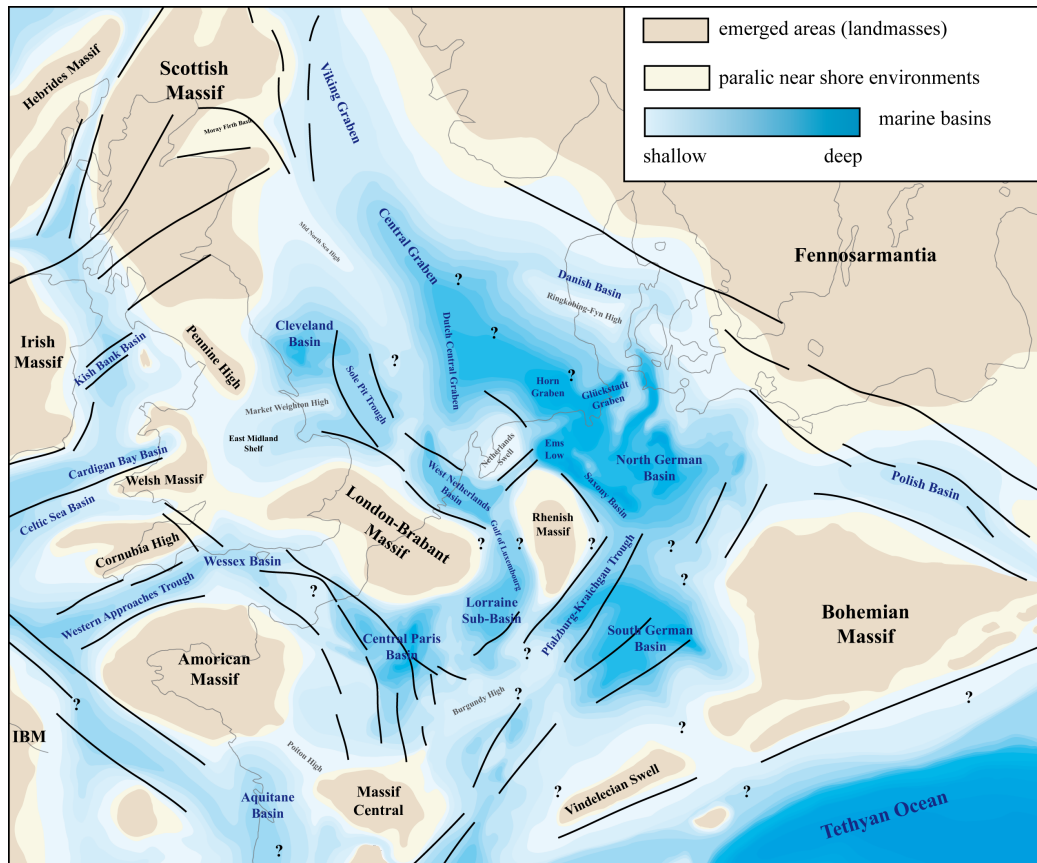 emerged areas (landmasses)
paralic near shore environments
marine basins
shallow
deep
Hebrides Massif
Scottish
Massif
Moray Firth Basin
Viking Graben
Mid North Sea High
Central Graben
?
Fennosarmantia
Danish Basin
Ringkobing-Fyn High
Irish
Massif
Kish Bank Basin
Pennine High
Cleveland
Basin
?
Sole Pit Trough
Dutch Central Graben
?
?
Horn
Graben
Glückstadt
Graben
Market Weighton High
East Midland
Shelf
Netherlands
Swell
Ems
Low
North German
Basin
Saxony Basin
Polish Basin
Cardigan Bay Basin
Welsh Massif
Celtic Sea Basin
West Netherlands
Basin
London-Brabant
Massif
Rhenish
Massif
Cornubia High
Wessex Basin
?
?
?
?
?
?
Gulf of Luxembourg
Western Approaches Trough
Lorraine
Sub-Basin
Pfalzburg-Kraichgau Trough
Bohemian
Massif
Central Paris
Basin
South German
Basin
?
Amorican
Massif
?
Burgundy High
?
?
?
IBM
Poitou High
Massif
Central
Vindelecian Swell
?
?
Aquitane
Basin
?
Tethyan Ocean